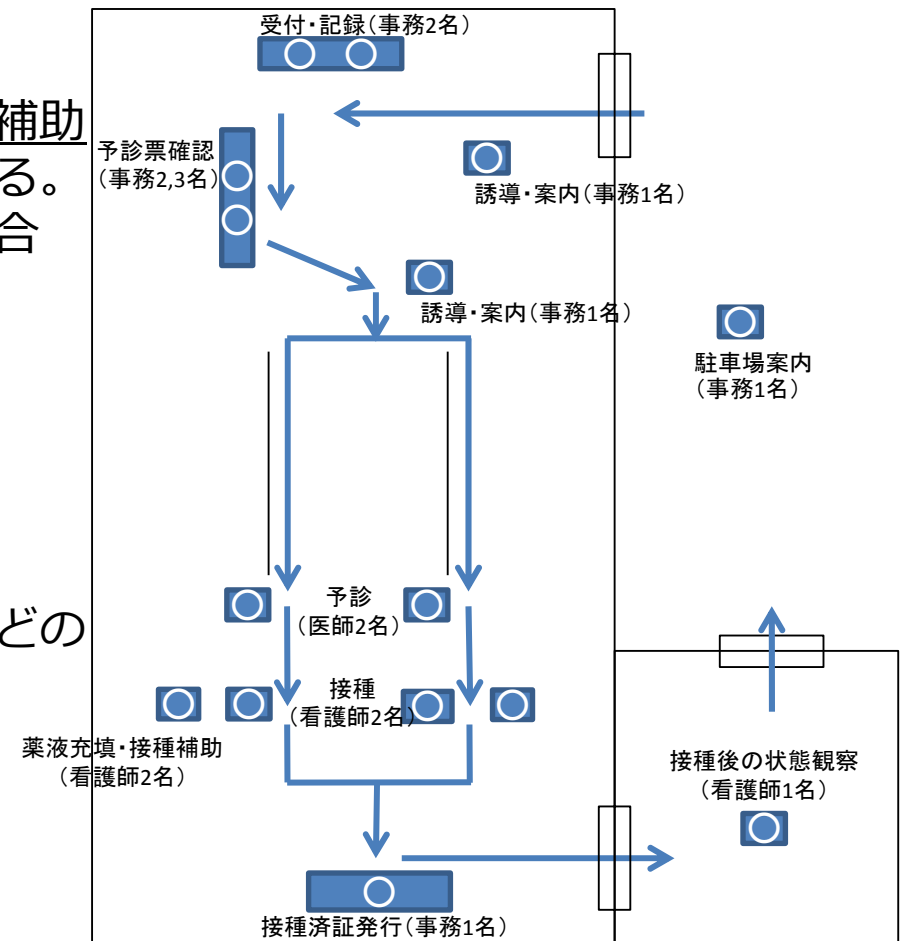 受付・記録(事務2名)
補助
予診票確認
(事務2,3名)
る。
誘導・案内(事務1名)
合
誘導・案内(事務1名)
駐車場案内
(事務1名)
予診
(医師2名)
どの
接種
(看護師2名)
薬液充填・接種補助
(看護師2名)
接種後の状態観察
(看護師1名)
接種済証発行(事務1名)